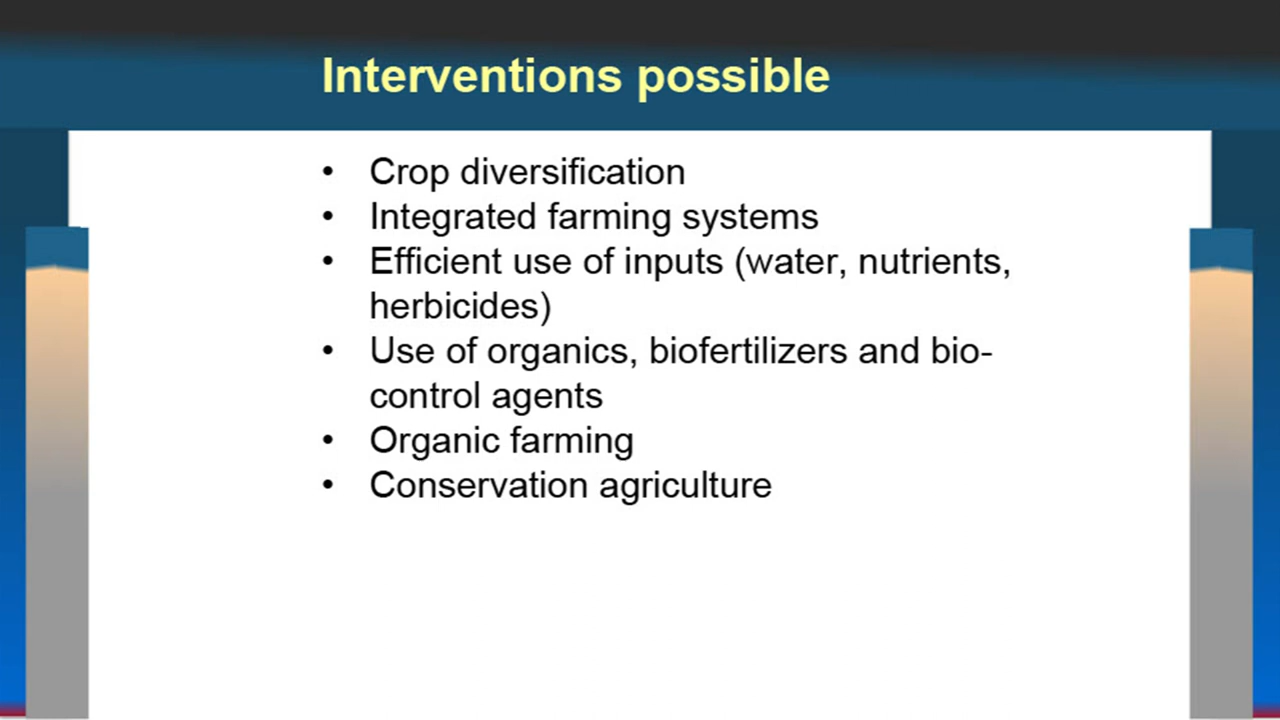 Interventions possible
• Crop diversification
• Integrated farming systems
• Efficient use of inputs (water, nutrients,
herbicides)
• Use of organics, biofertilizers and bio-
control agents
• Organic farming
• Conservation agriculture